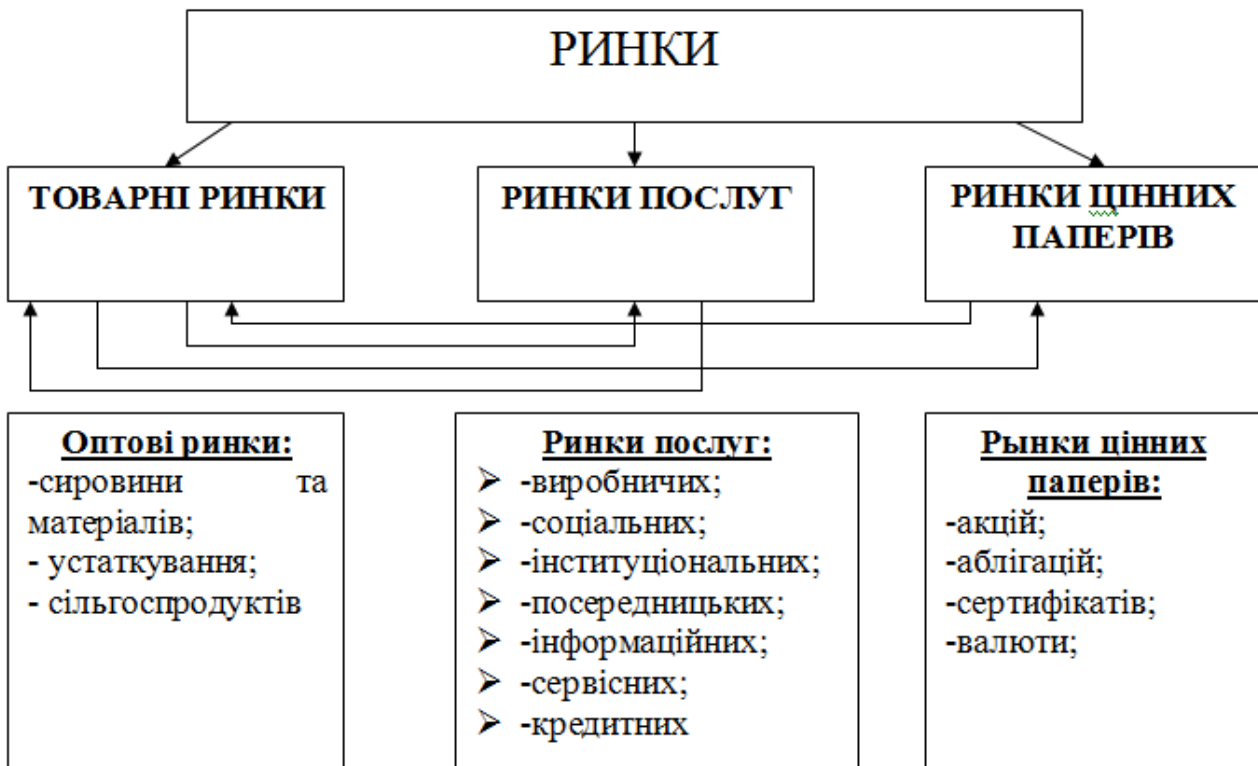 РИНКИ
ТОВАРНІ РИНКИ
РИНКИ ПОСЛУГ
РИНКИ ЦІННИХ
ПАПЕРІВ
Оптові ринки:
-сировини та
матеріалів;
- устаткування;
- сільгоспродуктів
Ринки послуг:
➢ -виробничих;
➢ -соціальних;
➢ -інституціональних;
➢ -посередницьких;
➢ -інформаційних;
➢ -сервісних;
➢ -кредитних
Рынки цінних
паперів:
-акцій;
-аблігацій;
-сертифікатів;
-валюти;